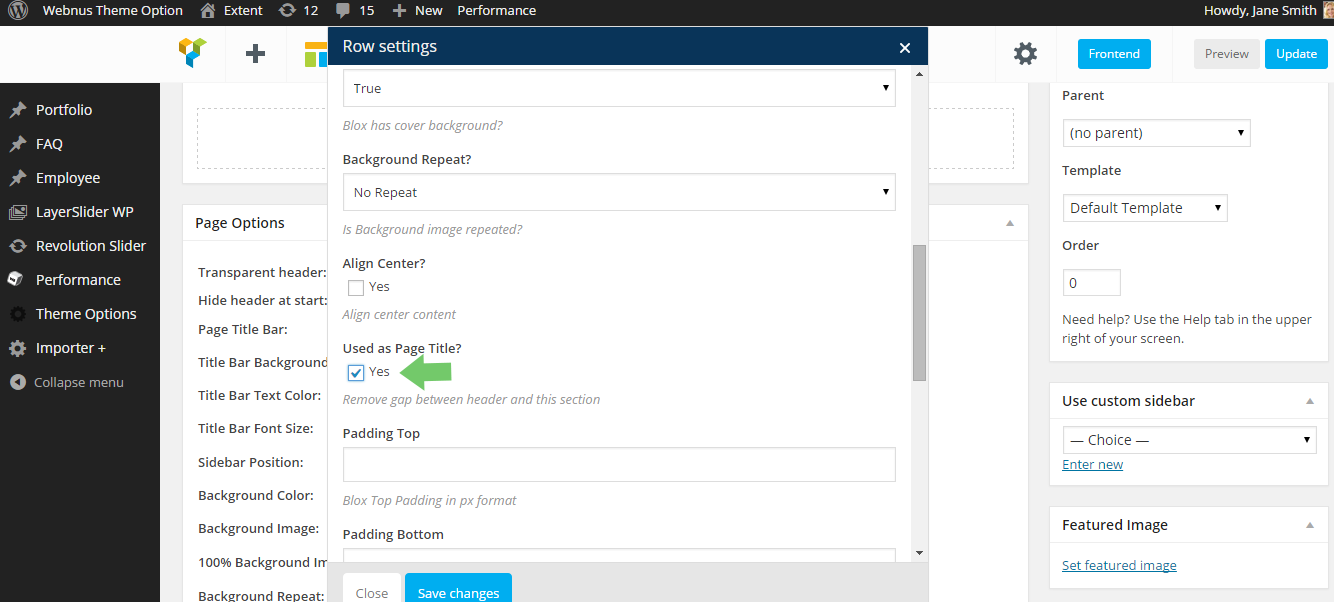 Webnus Theme Option
Extent
12
15
New
Performance
Howdy, Jane Smith
Frontend
Preview
Update
Portfolio
FAQ
Employee
LayerSlider WP
Revolution Slider
Performance
Theme Options
Importer +
Collapse menu
Page Options
Transparent header:
Hide header at start:
Page Title Bar:
Title Bar Background
Title Bar Text Color:
Title Bar Font Size:
Sidebar Position:
Background Color:
Background Image:
100% Background Im
Background Repeat:
Row settings
True
Blox has cover background?
Background Repeat?
No Repeat
Is Background image repeated?
Align Center?
Yes
Align center content
Used as Page Title?
Yes
Remove gap between header and this section
Padding Top
Blox Top Padding in px format
Padding Bottom
Close
Save changes
Parent
(no parent)
Template
Default Template
Order
0
Need help? Use the Help tab in the upper
right of your screen.
Use custom sidebar
— Choice —
Enter new
Featured Image
Set featured image